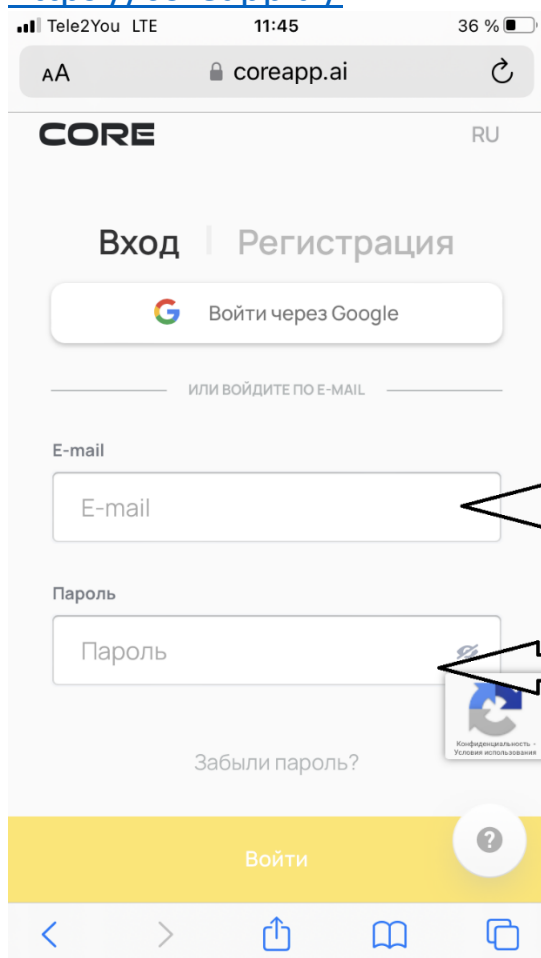 Tele2You LTE 11:45 36 %
AA coreapp.ai
CORE RU
Вход Регистрация
Войти через Google
ИЛИ ВОЙДИТЕ ПО E-MAIL
E-mail
E-mail
Пароль
Пароль
Конфиденциальность -
Условия использования
Забыли пароль?
Войти
?